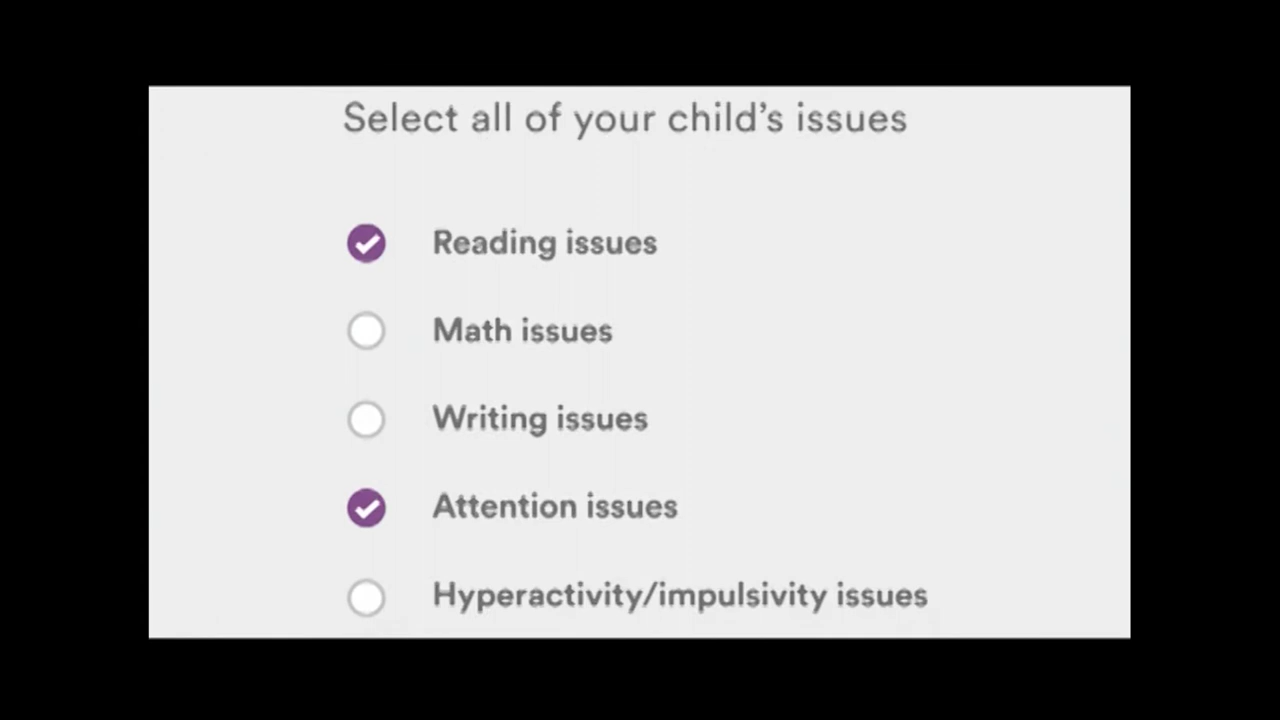 Select all of your child's issues
Reading issues
Math issues
Writing issues
Attention issues
Hyperactivity/impulsivity issues